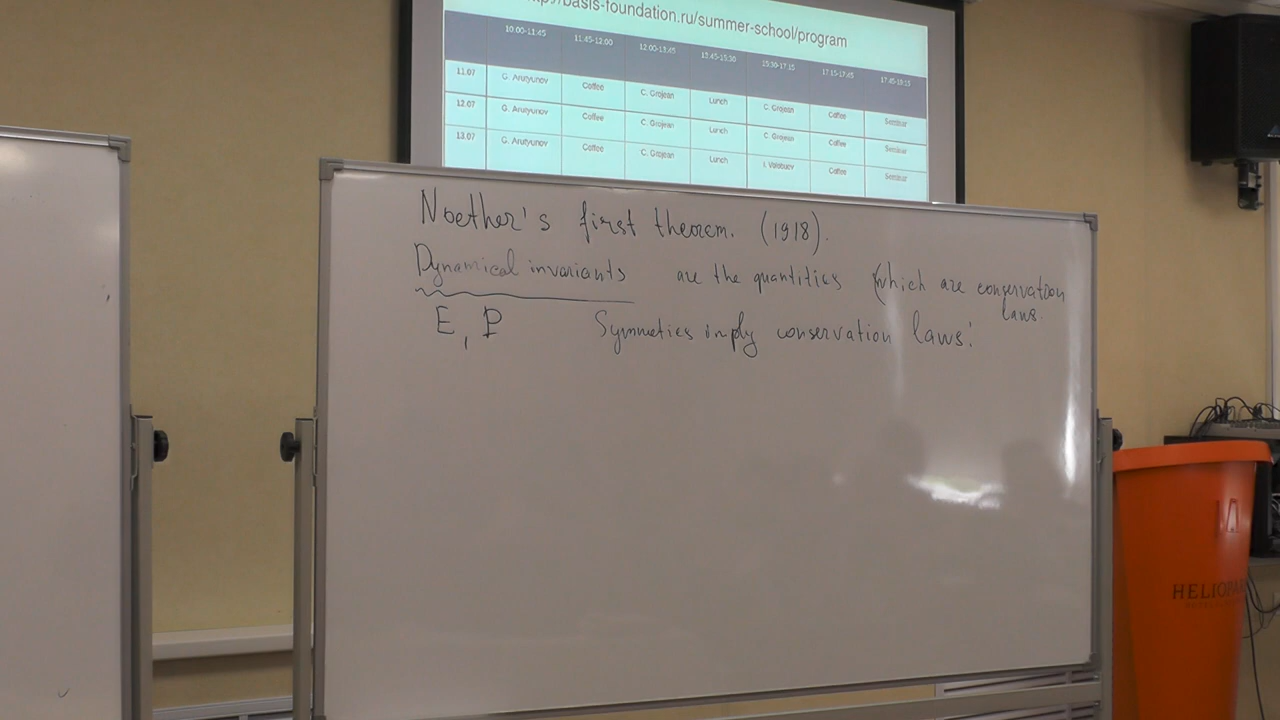 basis-foundation.ru/summer-school/program
10:00-11:45 11:45-12:00 12:00-13:45 13:45-15:30 15:30-17:15 17:15-17:45 17:45-19:15
11.07 G. Arutyunov Coffee C. Grojean Lunch C. Grojean Coffee Seminar
12.07 G. Arutyunov Coffee C. Grojean Lunch C. Grojean Coffee Seminar
13.07 G. Arutyunov Coffee C. Grojean Lunch I. Volobuev Coffee Seminar
Noether's first theorem. (1918).
Dynamical invariants are the quantities which are conservation
laws.
E, P Symmeties imply conservation laws:
HELIOPA